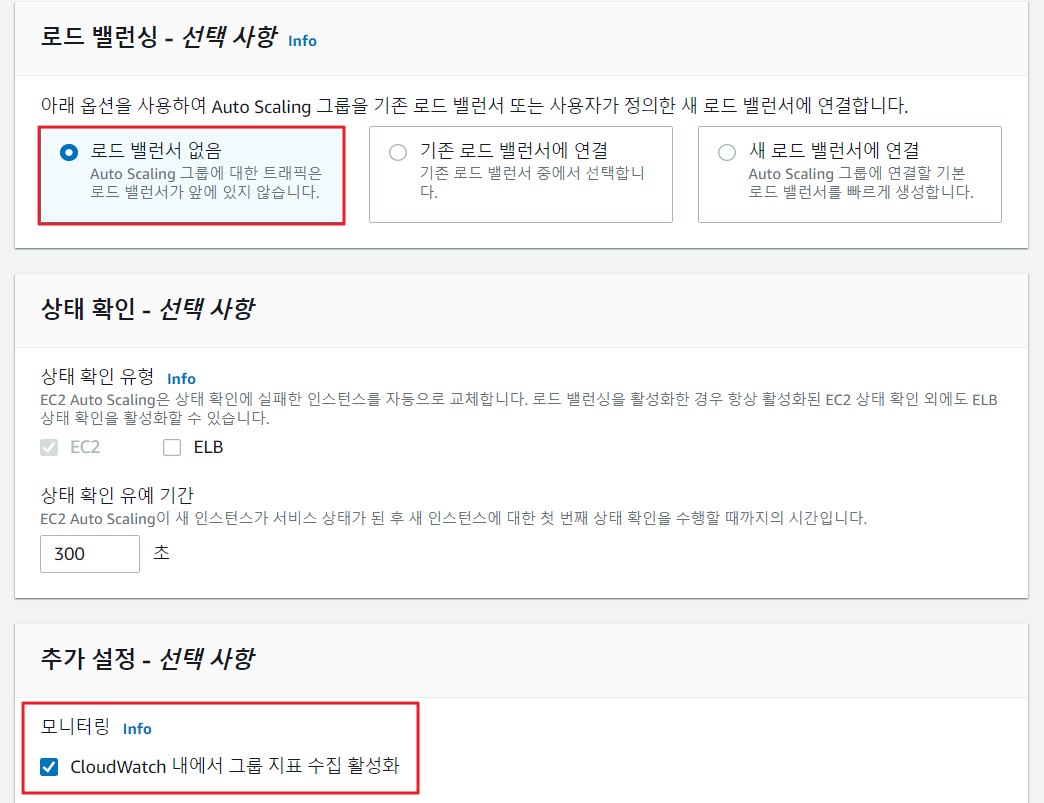 로드 밸런싱 - 선택 사항 Info
아래 옵션을 사용하여 Auto Scaling 그룹을 기존 로드 밸런서 또는 사용자가 정의한 새 로드 밸런서에 연결합니다.
로드 밸런서 없음
Auto Scaling 그룹에 대한 트래픽은
로드 밸런서가 앞에 있지 않습니다.
기존 로드 밸런서에 연결
기존 로드 밸런서 중에서 선택합니
다.
새 로드 밸런서에 연결
Auto Scaling 그룹에 연결할 기본
로드 밸런서를 빠르게 생성합니다.
상태 확인 - 선택 사항
상태 확인 유형 Info
EC2 Auto Scaling은 상태 확인에 실패한 인스턴스를 자동으로 교체합니다. 로드 밸런싱을 활성화한 경우 항상 활성화된 EC2 상태 확인 외에도 ELB
상태 확인을 활성화할 수 있습니다.
EC2 ELB
상태 확인 유예 기간
EC2 Auto Scaling이 새 인스턴스가 서비스 상태가 된 후 새 인스턴스에 대한 첫 번째 상태 확인을 수행할 때까지의 시간입니다.
300 초
추가 설정 - 선택 사항
모니터링 Info
CloudWatch 내에서 그룹 지표 수집 활성화